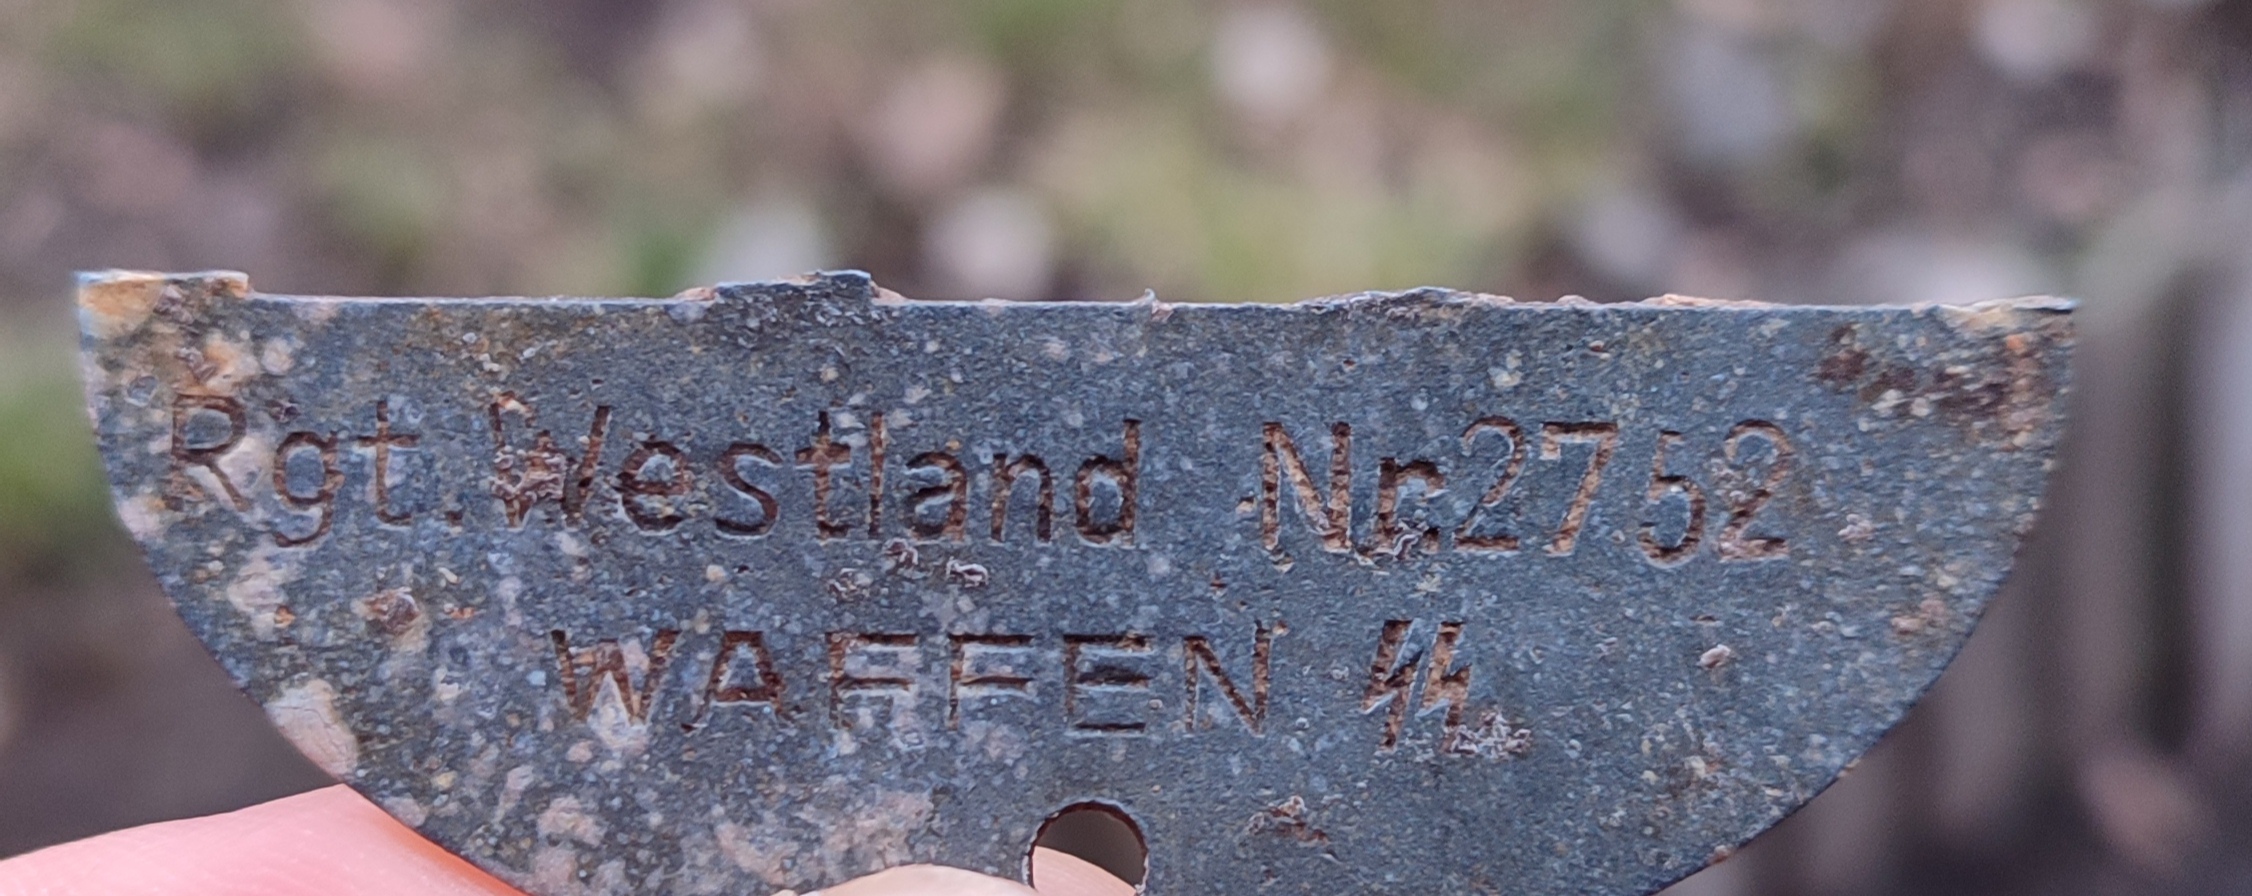 Rgt. Westland Nr. 2752
WAFFEN ᛋᛋ